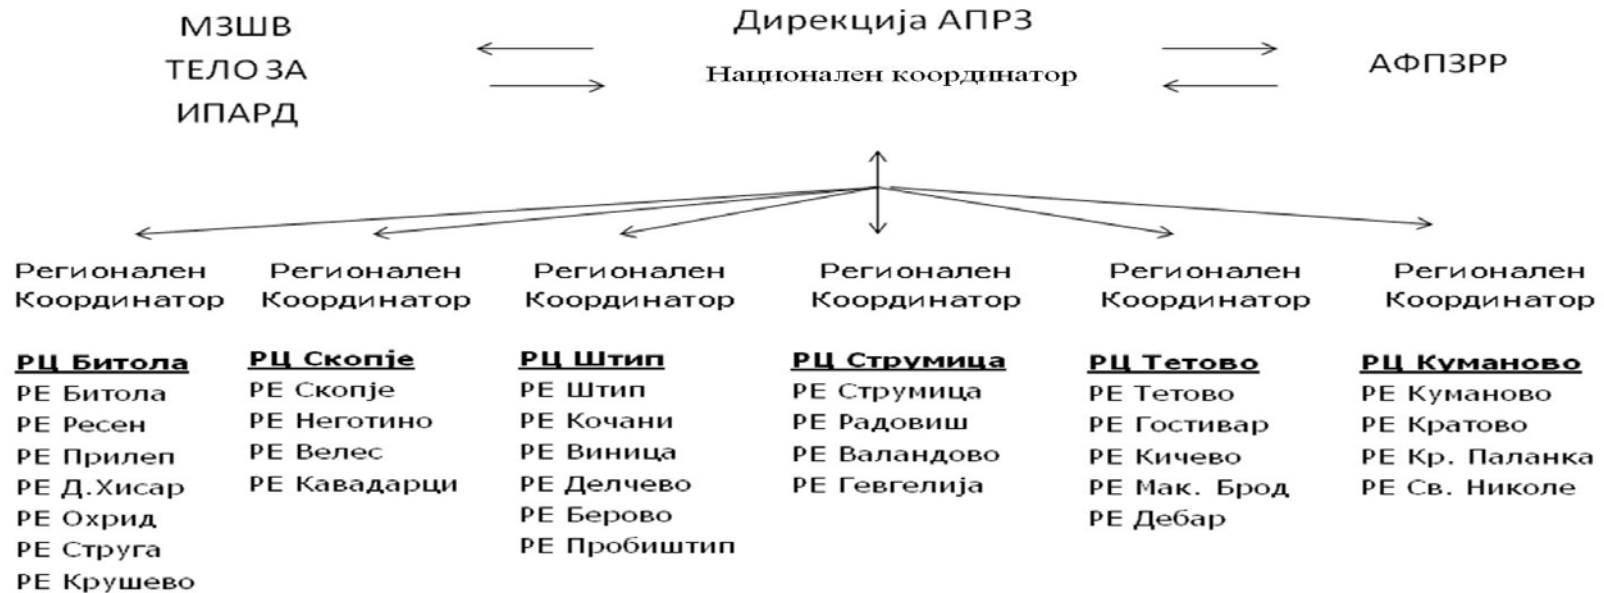 МЗШВ
ТЕЛО ЗА
ИПАРД
Дирекција АПРЗ
Национален координатор
АФПЗРР
Регионален
Координатор
РЦ Битола
РЕ Битола
РЕ Ресен
РЕ Прилеп
РЕ Д.Хисар
РЕ Охрид
РЕ Струга
РЕ Крушево
Регионален
Координатор
РЦ Скопје
РЕ Скопје
РЕ Неготино
РЕ Велес
РЕ Кавадарци
Регионален
Координатор
РЦ Штип
РЕ Штип
РЕ Кочани
РЕ Виница
РЕ Делчево
РЕ Берово
РЕ Пробиштип
Регионален
Координатор
РЦ Струмица
РЕ Струмица
РЕ Радовиш
РЕ Валандово
РЕ Гевгелија
Регионален
Координатор
РЦ Тетово
РЕ Тетово
РЕ Гостивар
РЕ Кичево
РЕ Мак. Брод
РЕ Дебар
Регионален
Координатор
РЦ Куманово
РЕ Куманово
РЕ Кратово
РЕ Кр. Паланка
РЕ Св. Николе